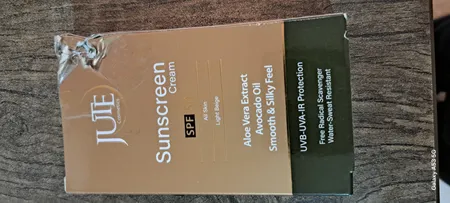 JUTE
Sunscreen
Cream
SPF
All Skin
Light Beige
Aloe Vera Extract
Avocado Oil
Smooth & Silky Feel
UVB-UVA-IR Protection
Free Radical Scavenger
Water-Sweat Resistant